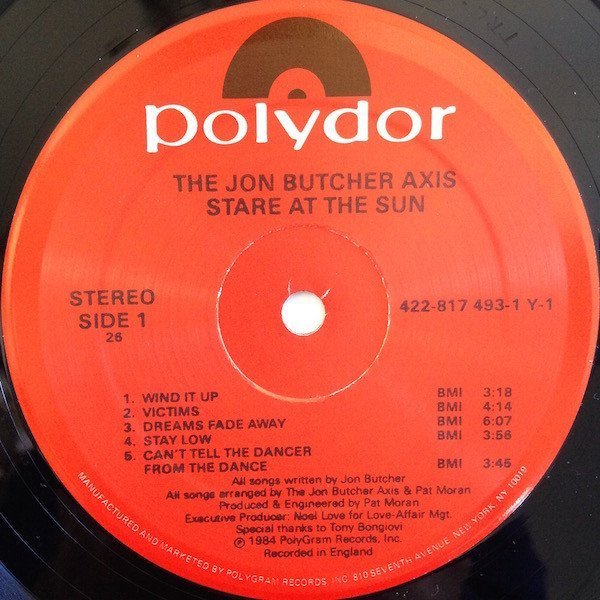 polydor
THE JON BUTCHER AXIS
STARE AT THE SUN
STEREO
SIDE 1
26
422-817 493-1 Y-1
1. WIND IT UP BMI 3:18
2. VICTIMS BMI 4:14
3. DREAMS FADE AWAY BMI 6:07
4. STAY LOW BMI 3:56
5. CAN'T TELL THE DANCER
FROM THE DANCE BMI 3:45
All songs written by Jon Butcher
All songs arranged by The Jon Butcher Axis & Pat Moran
Produced & Engineered by Pat Moran
Executive Producer: Noel Love for Love-Affair Mgt.
Special thanks to Tony Bongiovi
℗ 1984 PolyGram Records, Inc.
Recorded in England
MANUFACTURED AND MARKETED BY POLYGRAM RECORDS, INC. 810 SEVENTH AVENUE, NEW YORK, NY 10019